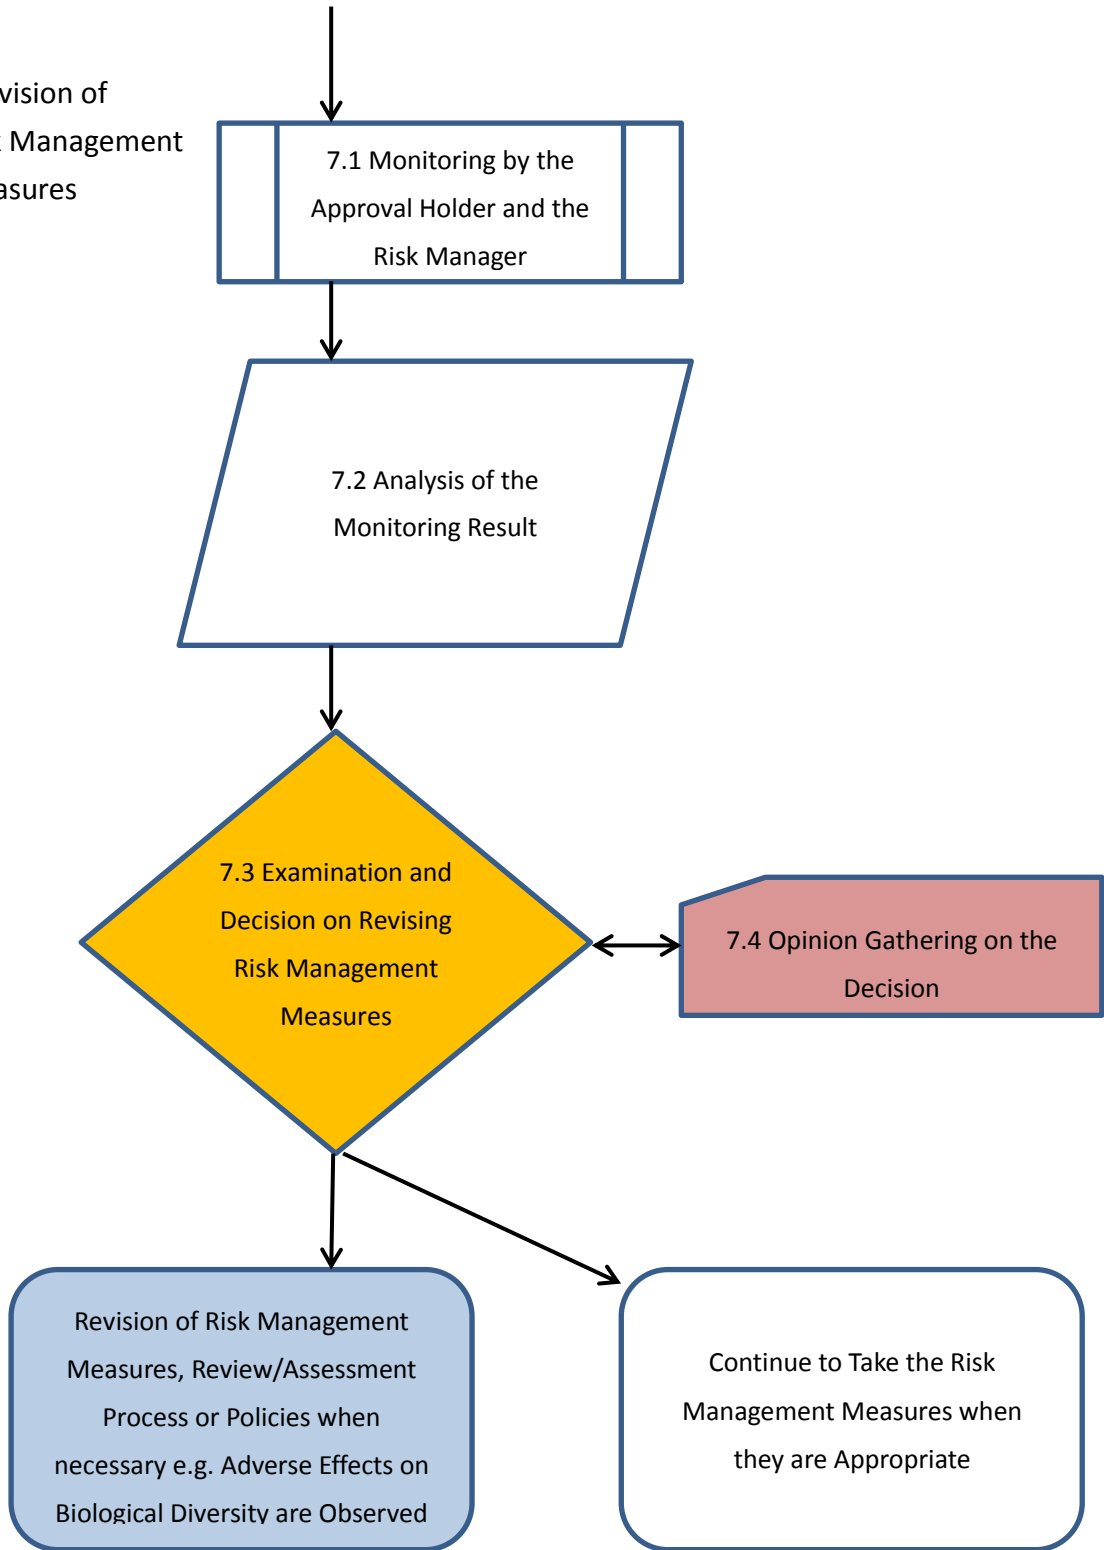 vision of
Management
asures
7.1 Monitoring by the
Approval Holder and the
Risk Manager
7.2 Analysis of the
Monitoring Result
7.3 Examination and
Decision on Revising
Risk Management
Measures
7.4 Opinion Gathering on the
Decision
Revision of Risk Management
Measures, Review/Assessment
Process or Policies when
necessary e.g. Adverse Effects on
Biological Diversity are Observed
Continue to Take the Risk
Management Measures when
they are Appropriate